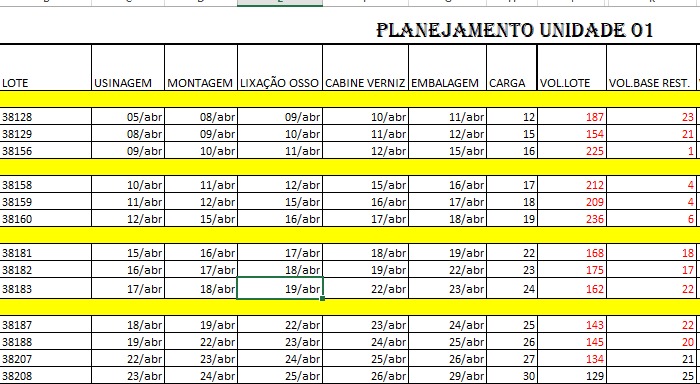 PLANEJAMENTO UNIDADE 01
LOTE USINAGEM MONTAGEM LIXAÇÃO OSSO CABINE VERNIZ EMBALAGEM CARGA VOL.LOTE VOL.BASE REST.
38128 05/abr 08/abr 09/abr 10/abr 11/abr 12 187 23
38129 08/abr 09/abr 10/abr 11/abr 12/abr 15 154 21
38156 09/abr 10/abr 11/abr 12/abr 15/abr 16 225 1
38158 10/abr 11/abr 12/abr 15/abr 16/abr 17 212 4
38159 11/abr 12/abr 15/abr 16/abr 17/abr 18 209 4
38160 12/abr 15/abr 16/abr 17/abr 18/abr 19 236 6
38181 15/abr 16/abr 17/abr 18/abr 19/abr 22 168 18
38182 16/abr 17/abr 18/abr 19/abr 22/abr 23 175 17
38183 17/abr 18/abr 19/abr 22/abr 23/abr 24 162 22
38187 18/abr 19/abr 22/abr 23/abr 24/abr 25 143 22
38188 19/abr 22/abr 23/abr 24/abr 25/abr 26 145 20
38207 22/abr 23/abr 24/abr 25/abr 26/abr 27 134 21
38208 23/abr 24/abr 25/abr 26/abr 29/abr 30 129 25